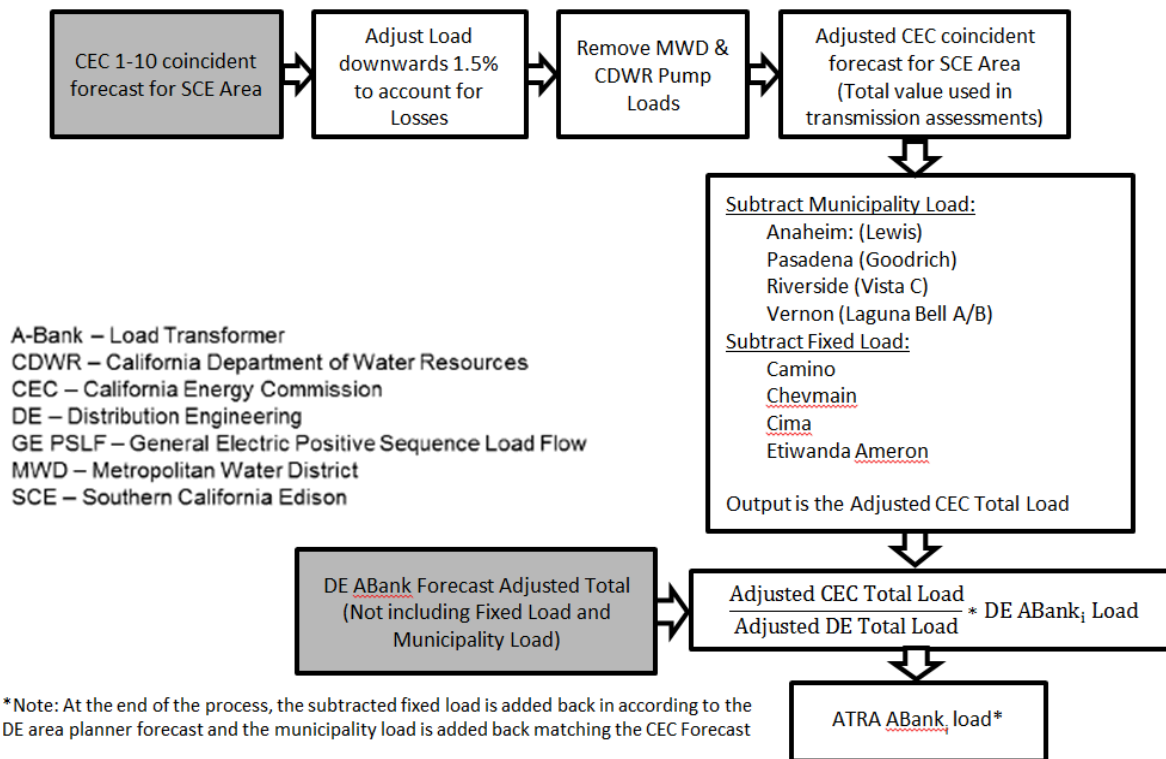 CEC 1-10 coincident
forecast for SCE Area
Adjust Load
downwards 1.5%
to account for
Losses
Remove MWD &
CDWR Pump
Loads
Adjusted CEC coincident
forecast for SCE Area
(Total value used in
transmission assessments)
Subtract Municipality Load:
Anaheim: (Lewis)
Pasadena (Goodrich)
Riverside (Vista C)
Vernon (Laguna Bell A/B)
Subtract Fixed Load:
Camino
Chevmain
Cima
Etiwanda Ameron
Output is the Adjusted CEC Total Load
A-Bank – Load Transformer
CDWR – California Department of Water Resources
CEC – California Energy Commission
DE – Distribution Engineering
GE PSLF – General Electric Positive Sequence Load Flow
MWD – Metropolitan Water District
SCE – Southern California Edison
DE ABank Forecast Adjusted Total
(Not including Fixed Load and
Municipality Load)
Adjusted CEC Total Load
Adjusted DE Total Load
* DE ABankᵢ Load
ATRA ABankᵢ load*
*Note: At the end of the process, the subtracted fixed load is added back in according to the
DE area planner forecast and the municipality load is added back matching the CEC Forecast